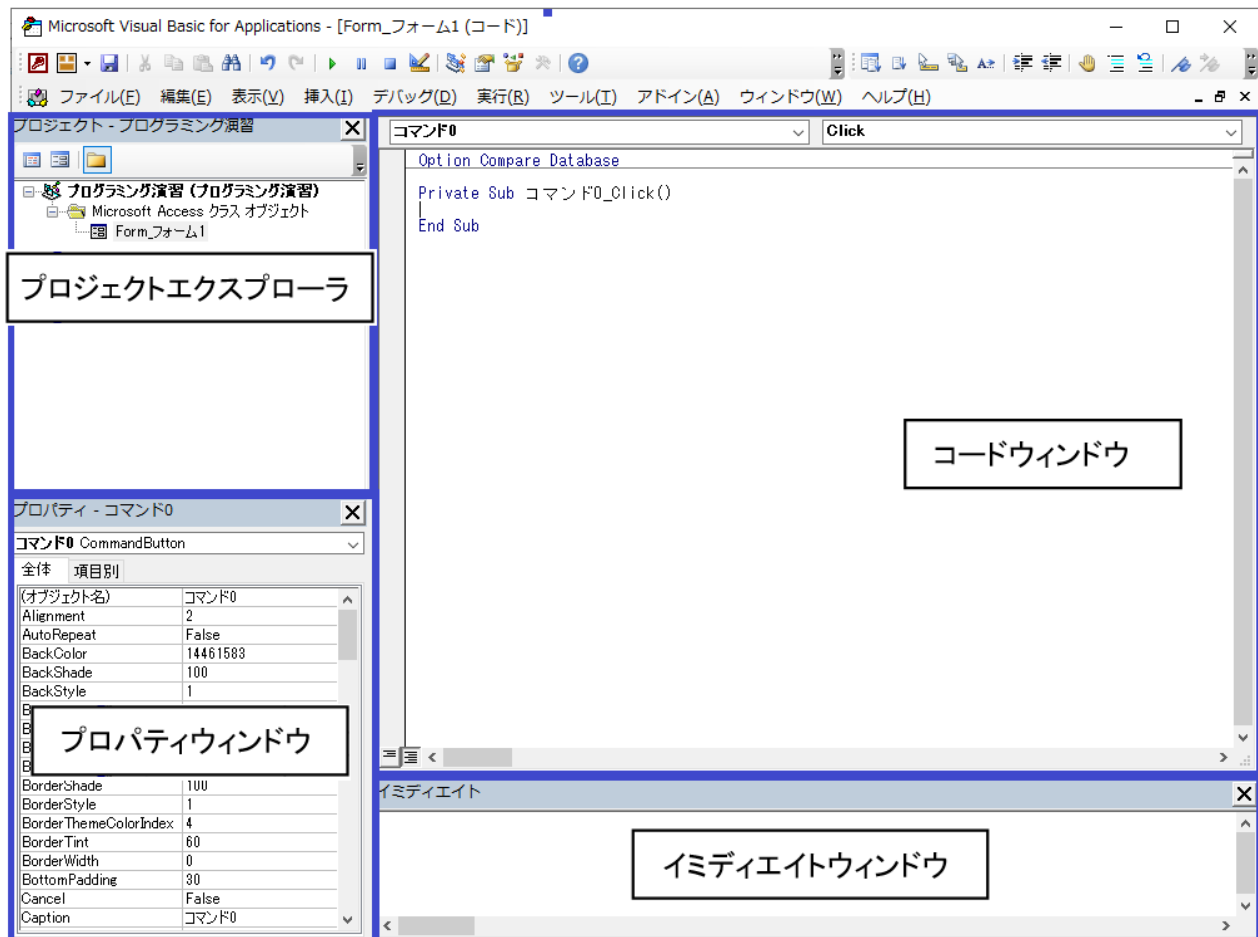 Microsoft Visual Basic for Applications - [Form_フォーム1 (コード)]
ファイル(F) 編集(E) 表示(V) 挿入(I) デバッグ(D) 実行(R) ツール(T) アドイン(A) ウィンドウ(W) ヘルプ(H)
プロジェクト - プログラミング演習
プログラミング演習 (プログラミング演習)
Microsoft Access クラス オブジェクト
Form_フォーム1
プロジェクトエクスプローラ
コマンド0 Click
Option Compare Database
Private Sub コマンド0_Click()
End Sub
コードウィンドウ
プロパティ - コマンド0
コマンド0 CommandButton
全体 項目別
(オブジェクト名) コマンド0
Alignment 2
AutoRepeat False
BackColor 14461583
BackShade 100
BackStyle 1
プロパティウィンドウ
BorderShade 100
BorderStyle 1
BorderThemeColorIndex 4
BorderTint 60
BorderWidth 0
BottomPadding 30
Cancel False
Caption コマンド0
イミディエイト
イミディエイトウィンドウ